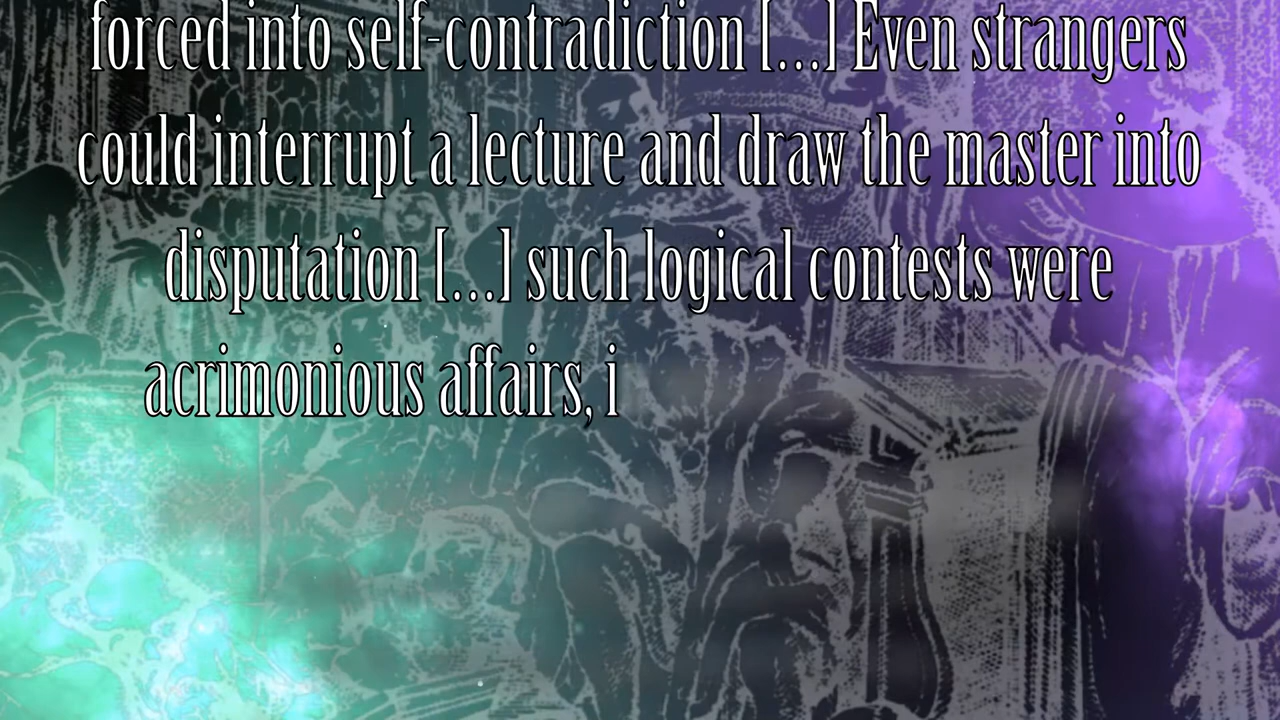 forced into self-contradiction [...] Even strangers
could interrupt a lecture and draw the master into
disputation [...] such logical contests were
acrimonious affairs, i